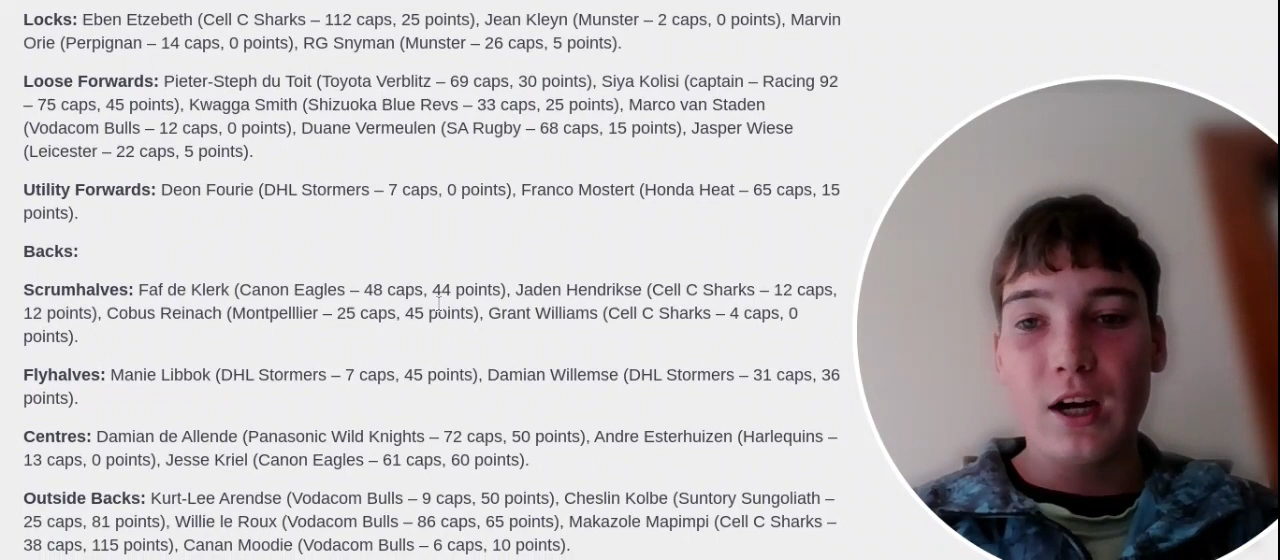 Locks: Eben Etzebeth (Cell C Sharks – 112 caps, 25 points), Jean Kleyn (Munster – 2 caps, 0 points), Marvin
Orie (Perpignan – 14 caps, 0 points), RG Snyman (Munster – 26 caps, 5 points).
Loose Forwards: Pieter-Steph du Toit (Toyota Verblitz – 69 caps, 30 points), Siya Kolisi (captain – Racing 92
– 75 caps, 45 points), Kwagga Smith (Shizuoka Blue Revs – 33 caps, 25 points), Marco van Staden
(Vodacom Bulls – 12 caps, 0 points), Duane Vermeulen (SA Rugby – 68 caps, 15 points), Jasper Wiese
(Leicester – 22 caps, 5 points).
Utility Forwards: Deon Fourie (DHL Stormers – 7 caps, 0 points), Franco Mostert (Honda Heat – 65 caps, 15
points).
Backs:
Scrumhalves: Faf de Klerk (Canon Eagles – 48 caps, 44 points), Jaden Hendrikse (Cell C Sharks – 12 caps,
12 points), Cobus Reinach (Montpelllier – 25 caps, 45 points), Grant Williams (Cell C Sharks – 4 caps, 0
points).
Flyhalves: Manie Libbok (DHL Stormers – 7 caps, 45 points), Damian Willemse (DHL Stormers – 31 caps, 36
points).
Centres: Damian de Allende (Panasonic Wild Knights – 72 caps, 50 points), Andre Esterhuizen (Harlequins –
13 caps, 0 points), Jesse Kriel (Canon Eagles – 61 caps, 60 points).
Outside Backs: Kurt-Lee Arendse (Vodacom Bulls – 9 caps, 50 points), Cheslin Kolbe (Suntory Sungoliath –
25 caps, 81 points), Willie le Roux (Vodacom Bulls – 86 caps, 65 points), Makazole Mapimpi (Cell C Sharks –
38 caps, 115 points), Canan Moodie (Vodacom Bulls – 6 caps, 10 points).